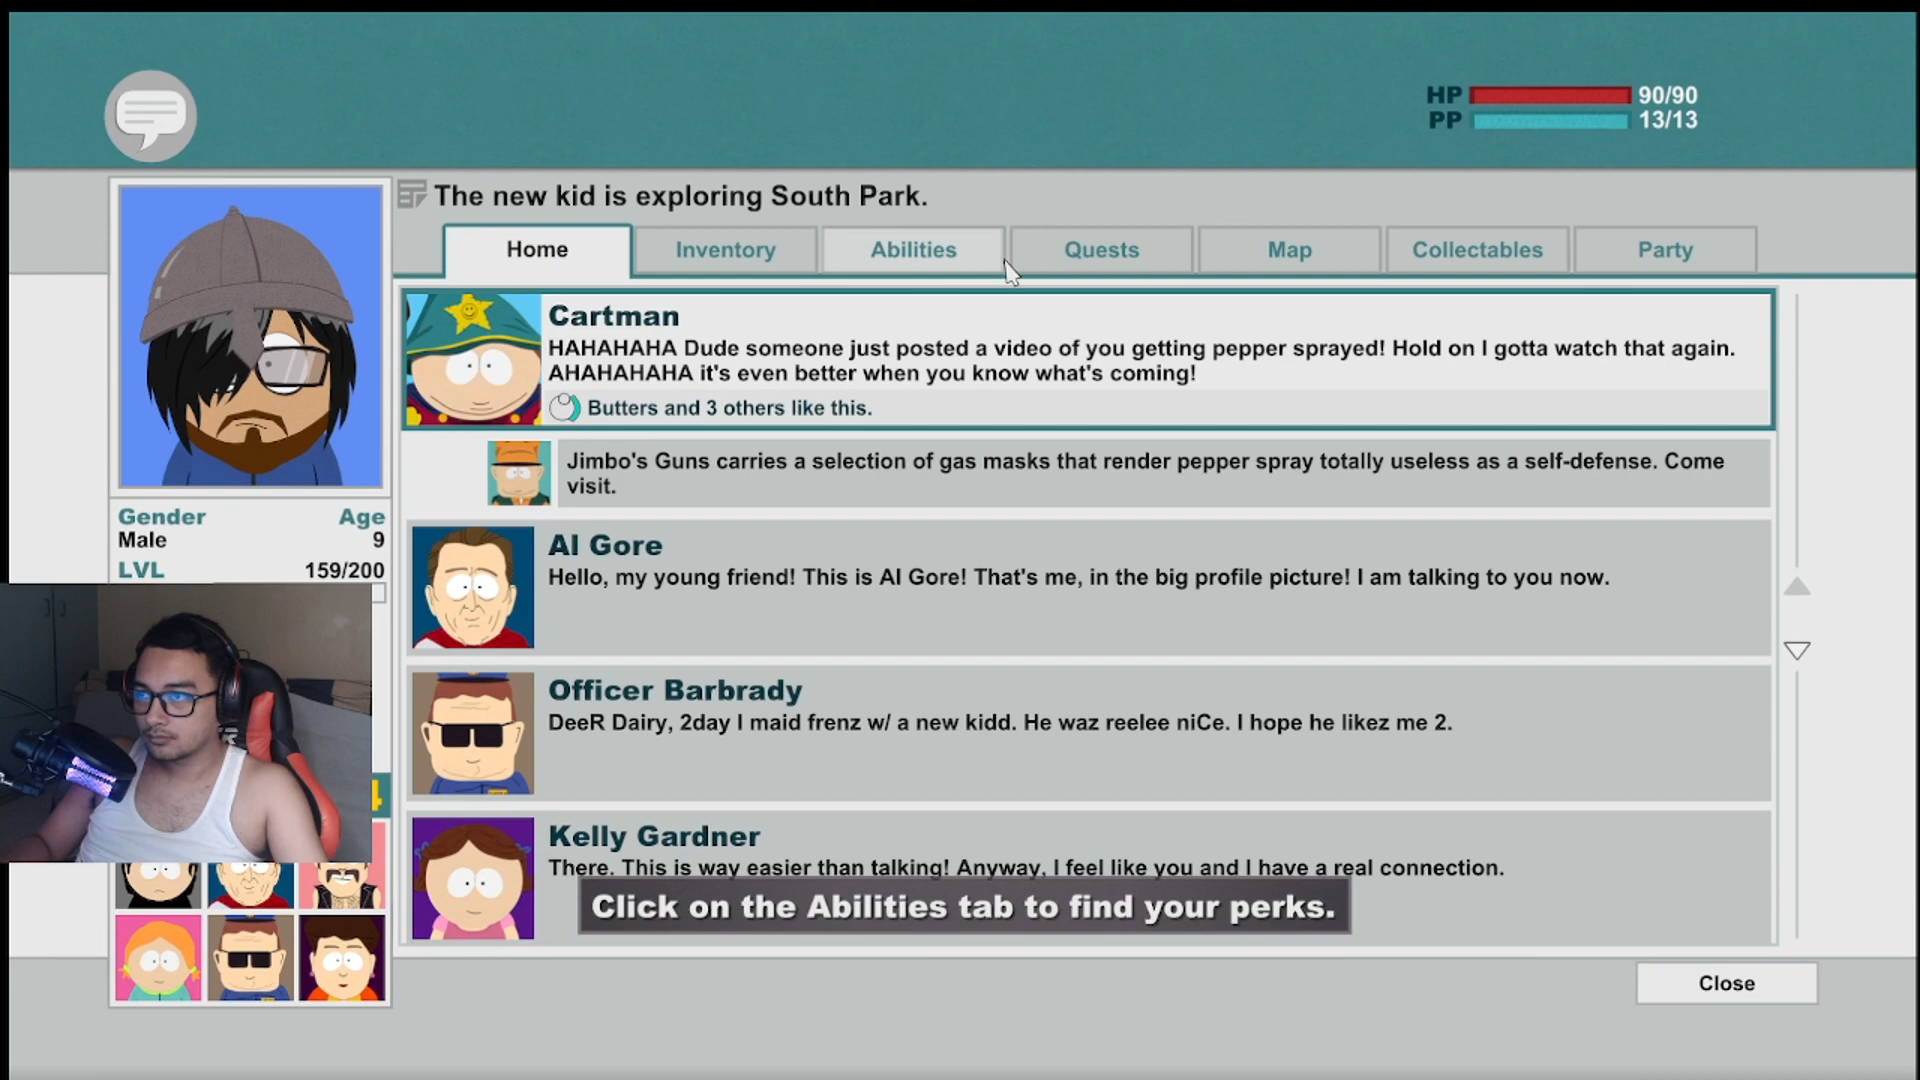 HP 90/90
PP 13/13
The new kid is exploring South Park.
Home Inventory Abilities Quests Map Collectables Party
Cartman
HAHAHAHA Dude someone just posted a video of you getting pepper sprayed! Hold on I gotta watch that again.
AHAHAHAHA it's even better when you know what's coming!
Butters and 3 others like this.
Jimbo's Guns carries a selection of gas masks that render pepper spray totally useless as a self-defense. Come
visit.
Gender Age
Male 9
LVL 159/200
Al Gore
Hello, my young friend! This is Al Gore! That's me, in the big profile picture! I am talking to you now.
Officer Barbrady
DeeR Dairy, 2day I maid frenz w/ a new kidd. He waz reelee niCe. I hope he likez me 2.
4
Kelly Gardner
There. This is way easier than talking! Anyway, I feel like you and I have a real connection.
Click on the Abilities tab to find your perks.
Close